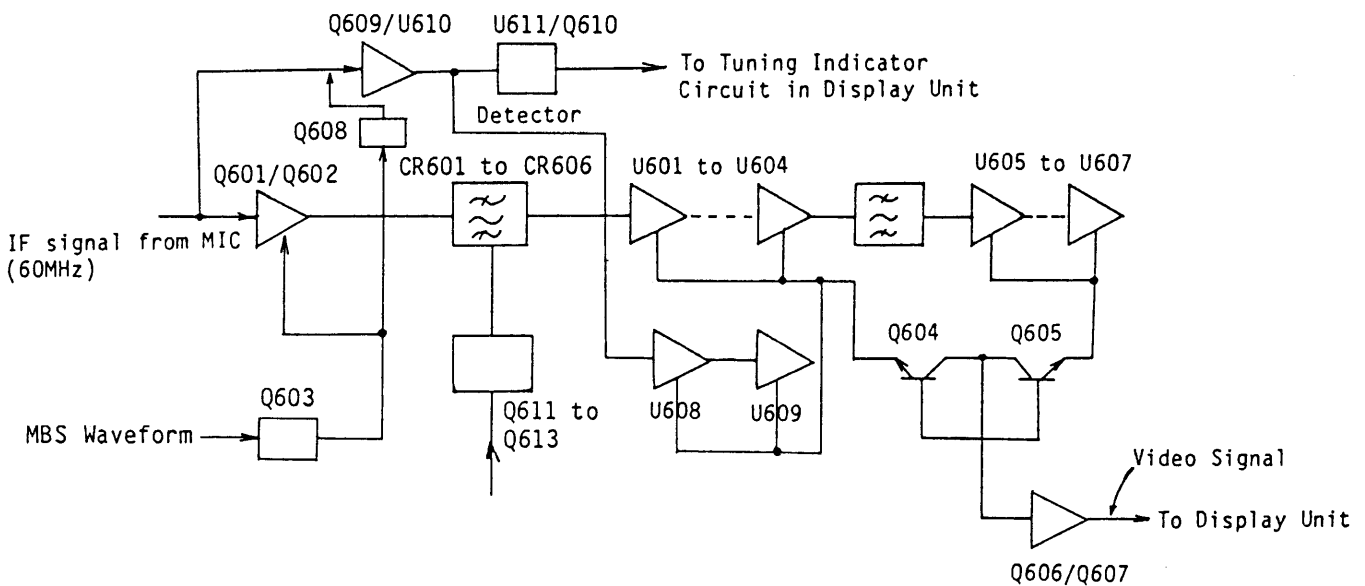 Q609/U610
U611/Q610
To Tuning Indicator
Circuit in Display Unit
Detector
Q608
Q601/Q602
CR601 to CR606
U601 to U604
U605 to U607
IF signal from MIC
(60MHz)
Q604
Q605
Q603
MBS Waveform
Q611 to
Q613
U608
U609
Video Signal
To Display Unit
Q606/Q607